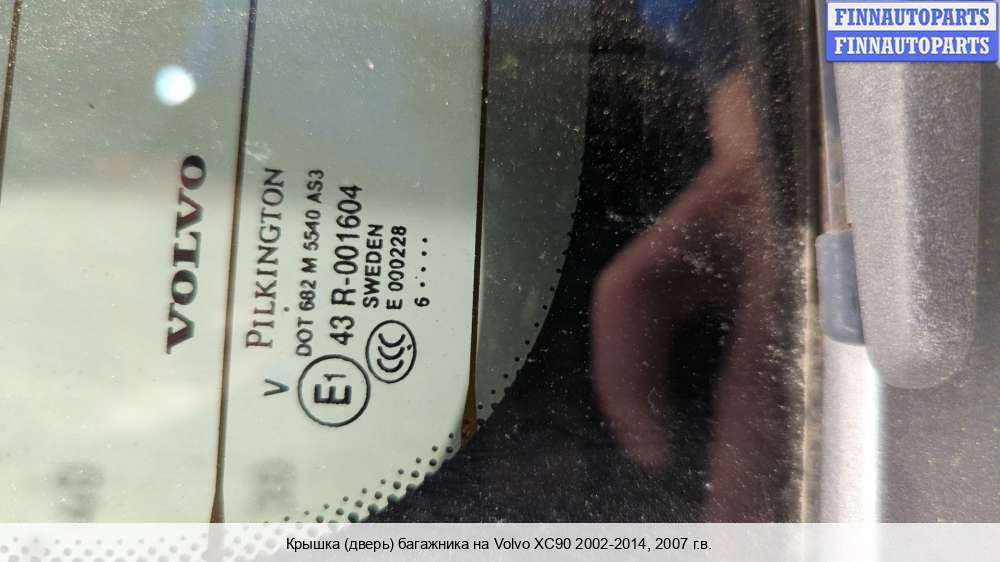 FINNAUTOPARTS
FINNAUTOPARTS
VOLVO
PILKINGTON
V
DOT 682 M 5540 AS3
E1
43 R-001604
SWEDEN
CCC
E 000228
6 ....
Крышка (дверь) багажника на Volvo XC90 2002-2014, 2007 г.в.